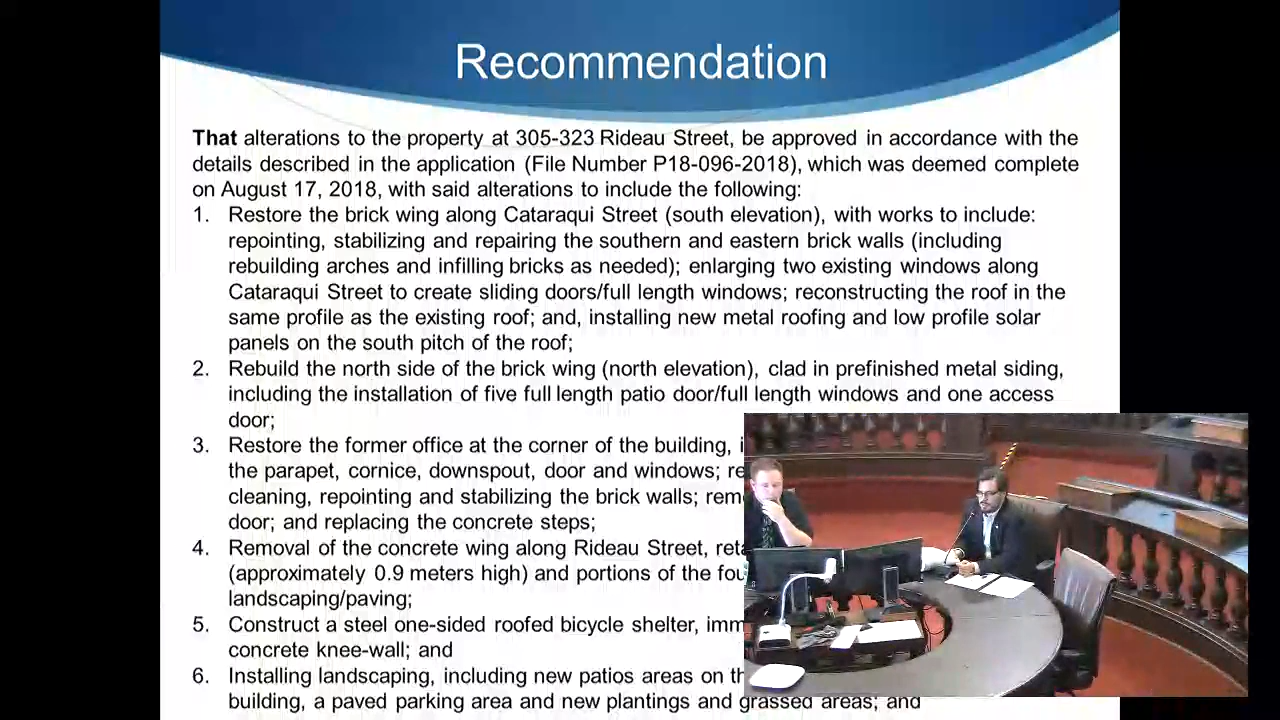 Recommendation
That alterations to the property at 305-323 Rideau Street, be approved in accordance with the
details described in the application (File Number P18-096-2018), which was deemed complete
on August 17, 2018, with said alterations to include the following:
1. Restore the brick wing along Cataraqui Street (south elevation), with works to include:
repointing, stabilizing and repairing the southern and eastern brick walls (including
rebuilding arches and infilling bricks as needed); enlarging two existing windows along
Cataraqui Street to create sliding doors/full length windows; reconstructing the roof in the
same profile as the existing roof; and, installing new metal roofing and low profile solar
panels on the south pitch of the roof;
2. Rebuild the north side of the brick wing (north elevation), clad in prefinished metal siding,
including the installation of five full length patio door/full length windows and one access
door;
3. Restore the former office at the corner of the building,
the parapet, cornice, downspout, door and windows;
cleaning, repointing and stabilizing the brick walls;
door; and replacing the concrete steps;
4. Removal of the concrete wing along Rideau Street,
(approximately 0.9 meters high) and portions of the
landscaping/paving;
5. Construct a steel one-sided roofed bicycle shelter,
concrete knee-wall; and
6. Installing landscaping, including new patios areas on
building, a paved parking area and new plantings and grassed areas; and